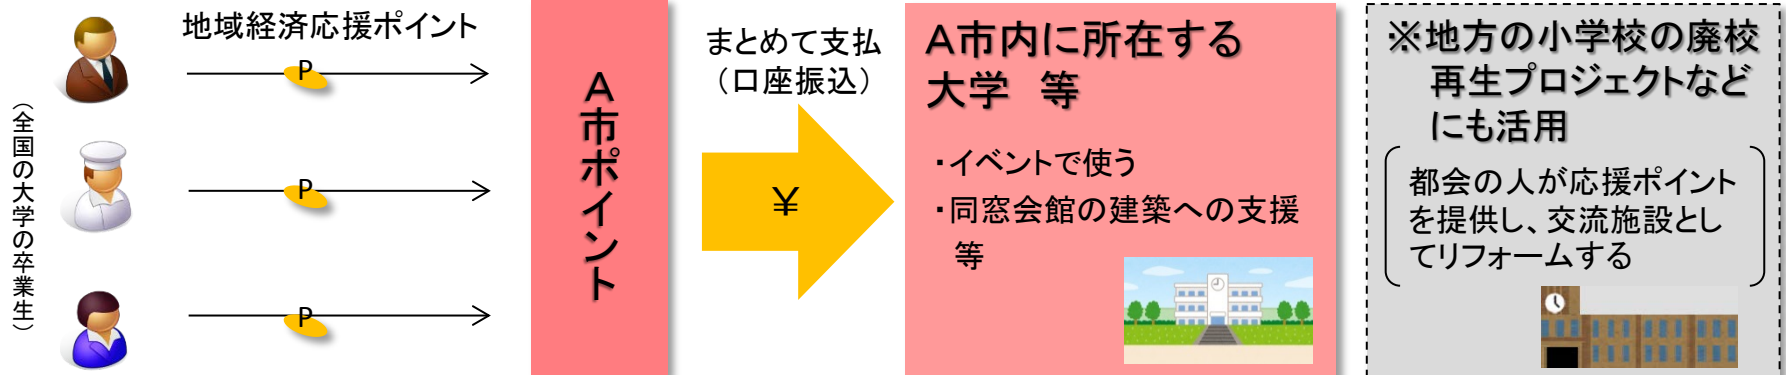 (全国の大学の卒業生)
地域経済応援ポイント
P
P
P
A市ポイント
まとめて支払
(口座振込)
¥
A市内に所在する
大学 等
・イベントで使う
・同窓会館の建築への支援
等
※地方の小学校の廃校
再生プロジェクトなど
にも活用
都会の人が応援ポイント
を提供し、交流施設とし
てリフォームする